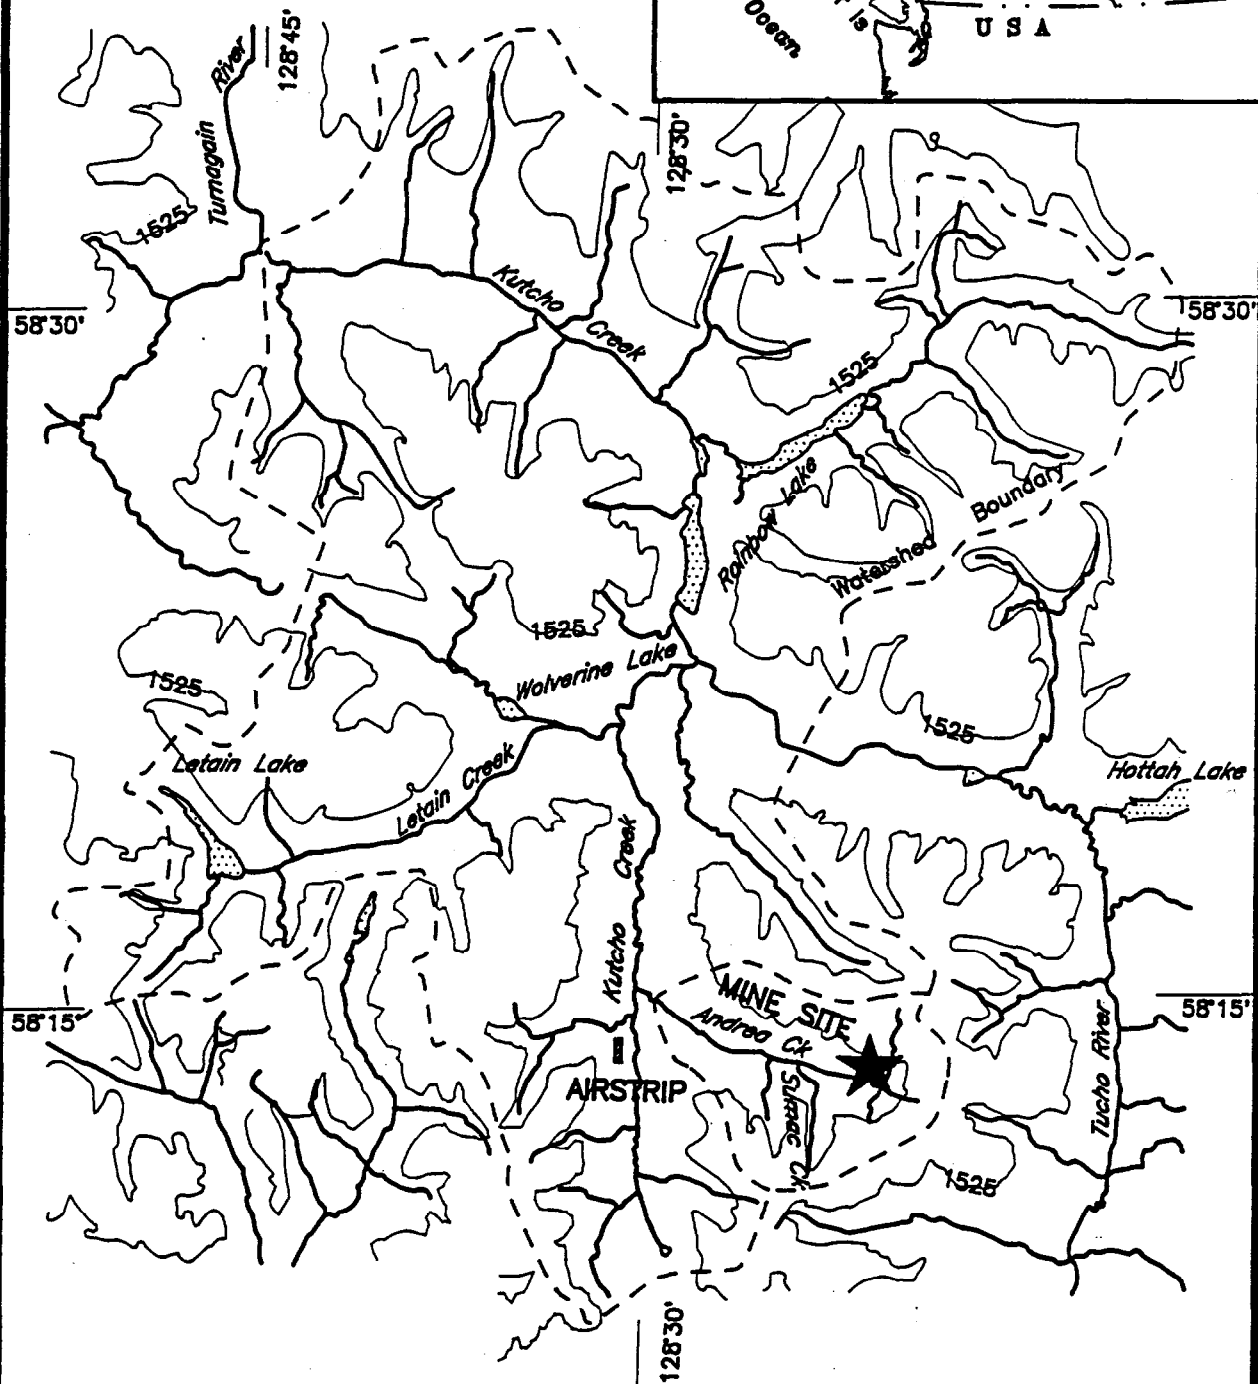 Ocean
Is
U S A
128°45'
River
Turnagain
128°30'
1525
Kutcho
Creek
58°30'
58°30'
1525
Rainbow Lake
Boundary
Watershed
1525
Wolverine Lake
1525
1525
Letain Lake
Hottah Lake
Letain Creek
Creek
Kutcho
MINE SITE
58°15'
58°15'
Andrea Ck
Tucho River
AIRSTRIP
Sumac Ck
1525
128°30'